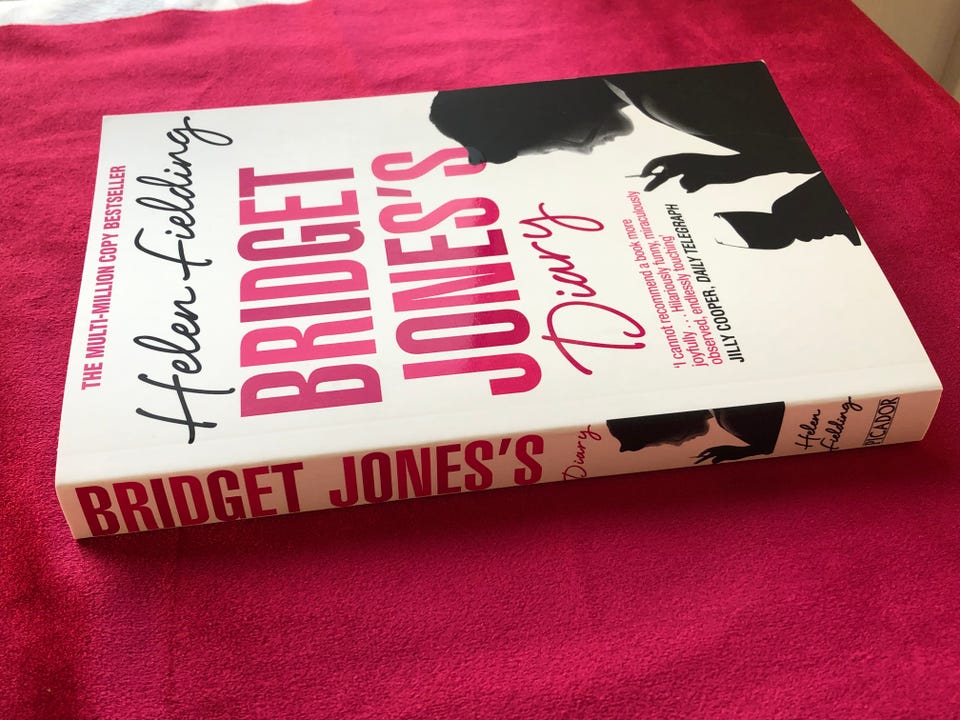 THE MULTI-MILLION COPY BESTSELLER
Helen Fielding
BRIDGET
JONES'S
Diary
'I cannot recommend a book more
joyfully . . . Hilariously funny, miraculously
observed, endlessly touching'
JILLY COOPER, DAILY TELEGRAPH
BRIDGET JONES'S
Diary
Helen
Fielding
PICADOR